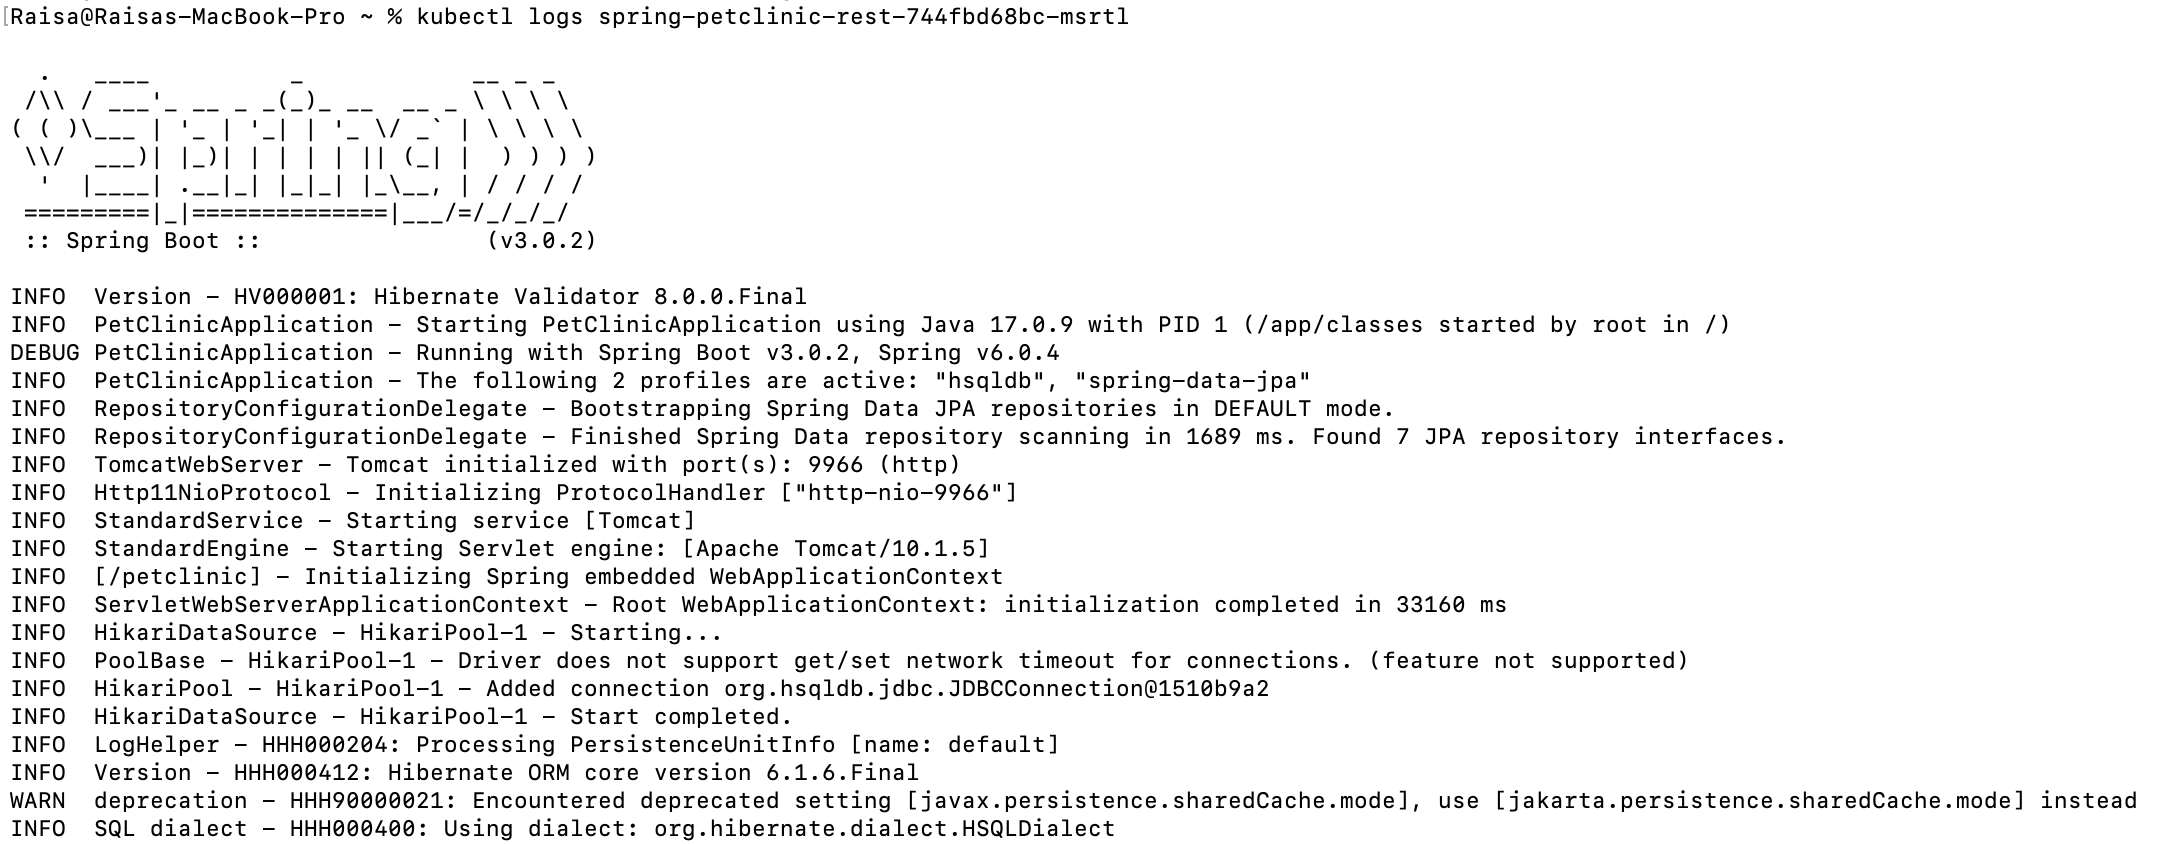 [Raisa@Raisas-MacBook-Pro ~ % kubectl logs spring-petclinic-rest-744fbd68bc-msrtl

  .   ____          _            __ _ _
 /\\ / ___'_ __ _ _(_)_ __  __ _ \ \ \ \
( ( )\___ | '_ | '_| | '_ \/ _` | \ \ \ \
 \\/  ___)| |_)| | | | | || (_| |  ) ) ) )
  '  |____| .__|_| |_|_| |_\__, | / / / /
 =========|_|==============|___/=/_/_/_/
 :: Spring Boot ::                (v3.0.2)

INFO  Version - HV000001: Hibernate Validator 8.0.0.Final
INFO  PetClinicApplication - Starting PetClinicApplication using Java 17.0.9 with PID 1 (/app/classes started by root in /)
DEBUG PetClinicApplication - Running with Spring Boot v3.0.2, Spring v6.0.4
INFO  PetClinicApplication - The following 2 profiles are active: "hsqldb", "spring-data-jpa"
INFO  RepositoryConfigurationDelegate - Bootstrapping Spring Data JPA repositories in DEFAULT mode.
INFO  RepositoryConfigurationDelegate - Finished Spring Data repository scanning in 1689 ms. Found 7 JPA repository interfaces.
INFO  TomcatWebServer - Tomcat initialized with port(s): 9966 (http)
INFO  Http11NioProtocol - Initializing ProtocolHandler ["http-nio-9966"]
INFO  StandardService - Starting service [Tomcat]
INFO  StandardEngine - Starting Servlet engine: [Apache Tomcat/10.1.5]
INFO  [/petclinic] - Initializing Spring embedded WebApplicationContext
INFO  ServletWebServerApplicationContext - Root WebApplicationContext: initialization completed in 33160 ms
INFO  HikariDataSource - HikariPool-1 - Starting...
INFO  PoolBase - HikariPool-1 - Driver does not support get/set network timeout for connections. (feature not supported)
INFO  HikariPool - HikariPool-1 - Added connection org.hsqldb.jdbc.JDBCConnection@1510b9a2
INFO  HikariDataSource - HikariPool-1 - Start completed.
INFO  LogHelper - HHH000204: Processing PersistenceUnitInfo [name: default]
INFO  Version - HHH000412: Hibernate ORM core version 6.1.6.Final
WARN  deprecation - HHH90000021: Encountered deprecated setting [javax.persistence.sharedCache.mode], use [jakarta.persistence.sharedCache.mode] instead
INFO  SQL dialect - HHH000400: Using dialect: org.hibernate.dialect.HSQLDialect